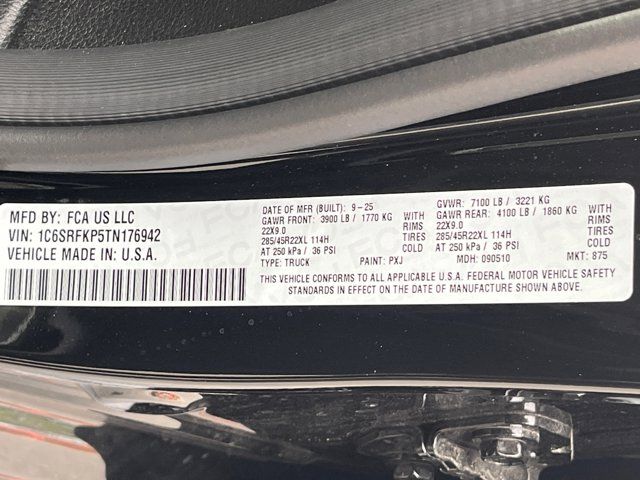 MFD BY: FCA US LLC
VIN: 1C6SRFKP5TN176942
VEHICLE MADE IN: U.S.A.
DATE OF MFR (BUILT): 9-25
GVWR: 7100 LB / 3221 KG
GAWR FRONT: 3900 LB / 1770 KG WITH
GAWR REAR: 4100 LB / 1860 KG WITH
22X9.0 RIMS
22X9.0 RIMS
285/45R22XL 114H TIRES
285/45R22XL 114H TIRES
AT 250 kPa / 36 PSI COLD
AT 250 kPa / 36 PSI COLD
TYPE: TRUCK PAINT: PXJ MDH: 090510 MKT: 875
THIS VEHICLE CONFORMS TO ALL APPLICABLE U.S.A. FEDERAL MOTOR VEHICLE SAFETY
STANDARDS IN EFFECT ON THE DATE OF MANUFACTURE SHOWN ABOVE.